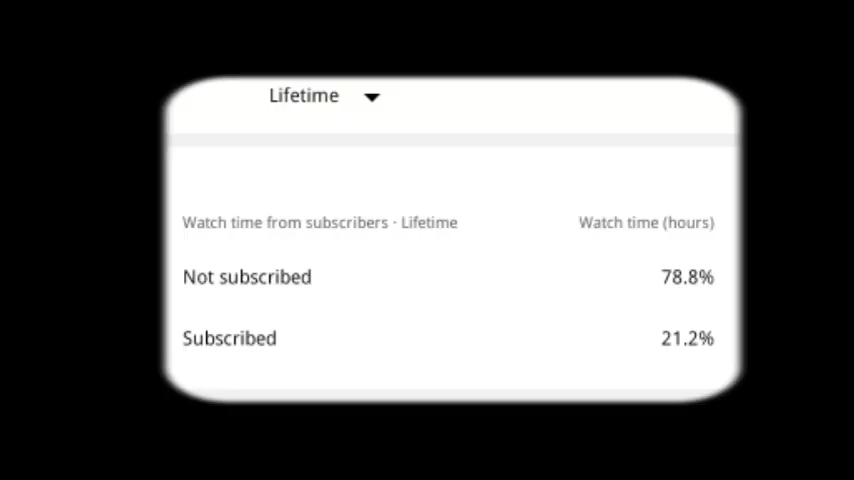 Lifetime
Watch time from subscribers · Lifetime Watch time (hours)
Not subscribed 78.8%
Subscribed 21.2%